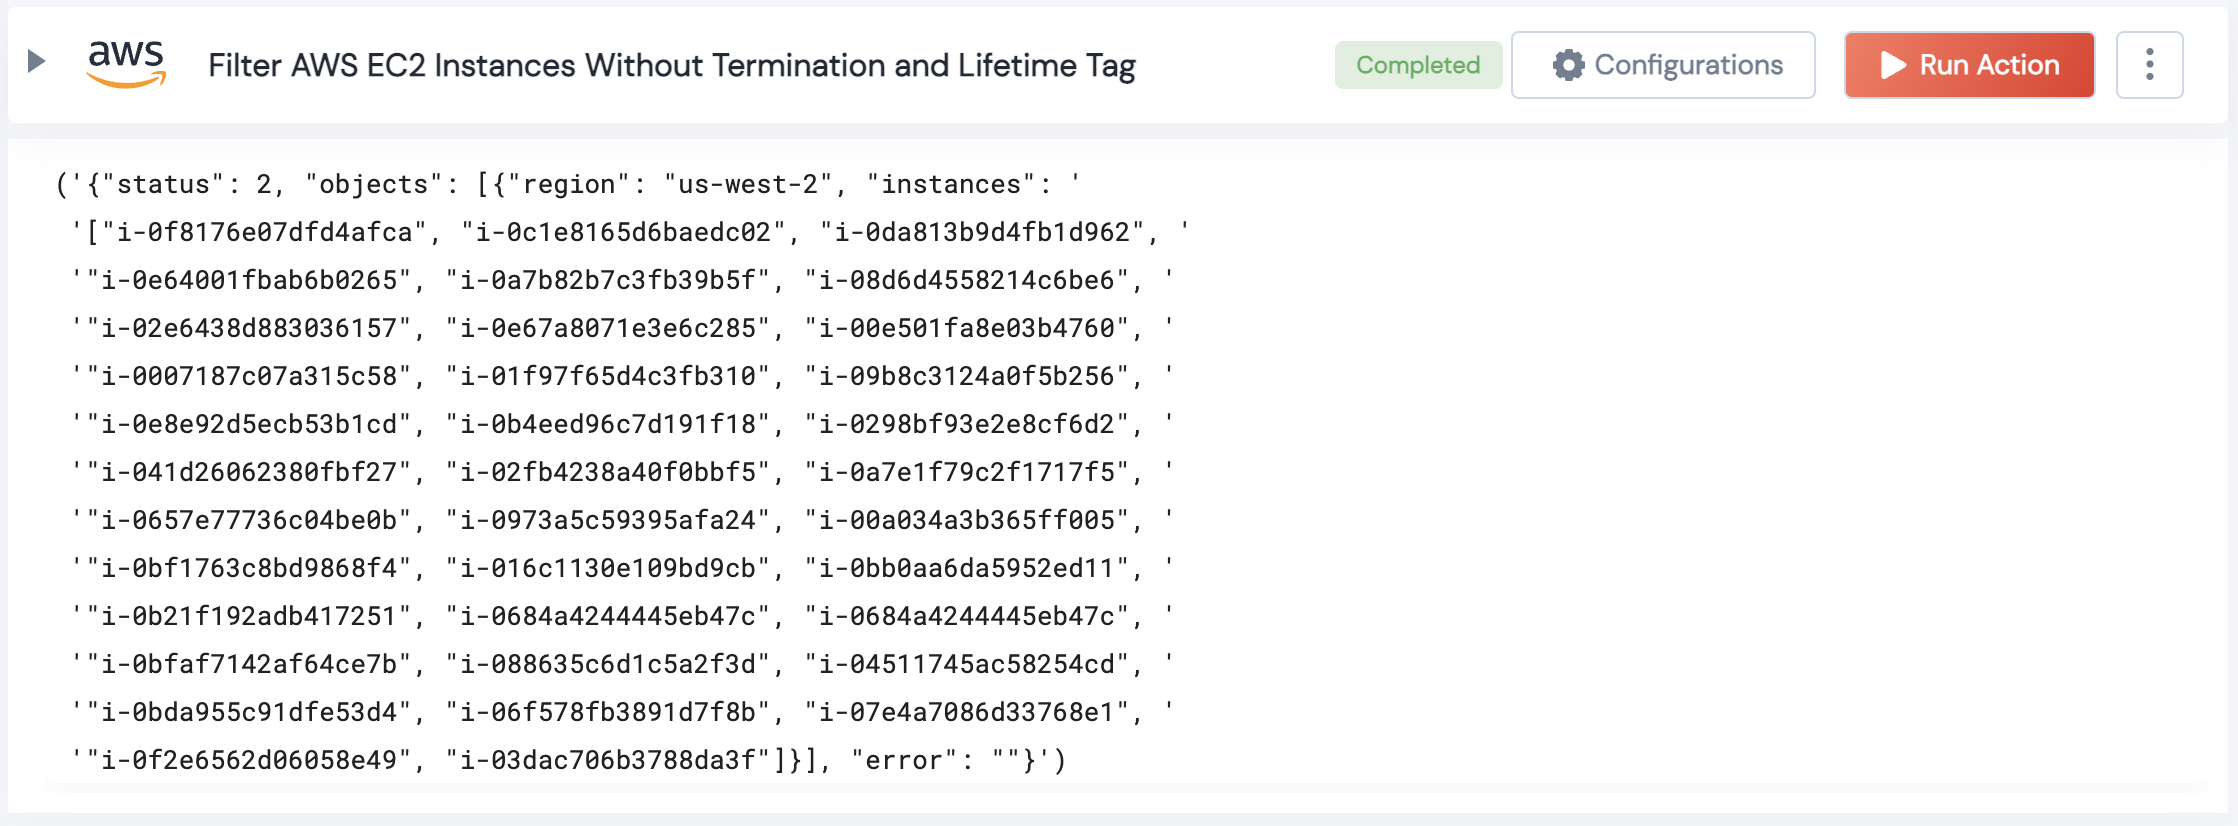 aws
Filter AWS EC2 Instances Without Termination and Lifetime Tag
Completed
Configurations
Run Action
('{"status": 2, "objects": [{"region": "us-west-2", "instances": '
'["i-0f8176e07dfd4afca", "i-0c1e8165d6baedc02", "i-0da813b9d4fb1d962", '
'"i-0e64001fbab6b0265", "i-0a7b82b7c3fb39b5f", "i-08d6d4558214c6be6", '
'"i-02e6438d883036157", "i-0e67a8071e3e6c285", "i-00e501fa8e03b4760", '
'"i-0007187c07a315c58", "i-01f97f65d4c3fb310", "i-09b8c3124a0f5b256", '
'"i-0e8e92d5ecb53b1cd", "i-0b4eed96c7d191f18", "i-0298bf93e2e8cf6d2", '
'"i-041d26062380fbf27", "i-02fb4238a40f0bbf5", "i-0a7e1f79c2f1717f5", '
'"i-0657e77736c04be0b", "i-0973a5c59395afa24", "i-00a034a3b365ff005", '
'"i-0bf1763c8bd9868f4", "i-016c1130e109bd9cb", "i-0bb0aa6da5952ed11", '
'"i-0b21f192adb417251", "i-0684a4244445eb47c", "i-0684a4244445eb47c", '
'"i-0bfaf7142af64ce7b", "i-088635c6d1c5a2f3d", "i-04511745ac58254cd", '
'"i-0bda955c91dfe53d4", "i-06f578fb3891d7f8b", "i-07e4a7086d33768e1", '
'"i-0f2e6562d06058e49", "i-03dac706b3788da3f"]}], "error": ""}')